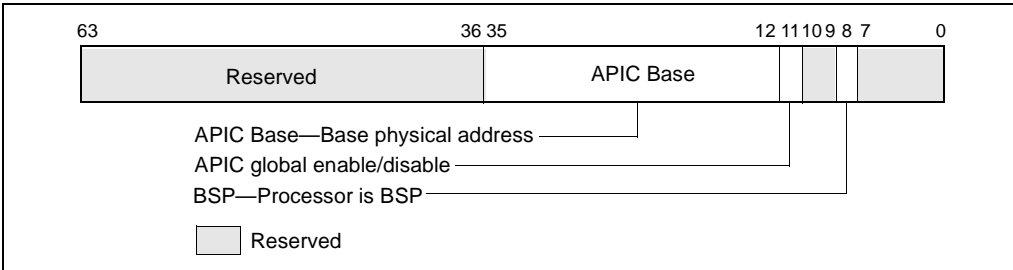 63 36 35 12 11 10 9 8 7 0
Reserved APIC Base
APIC Base—Base physical address
APIC global enable/disable
BSP—Processor is BSP
Reserved